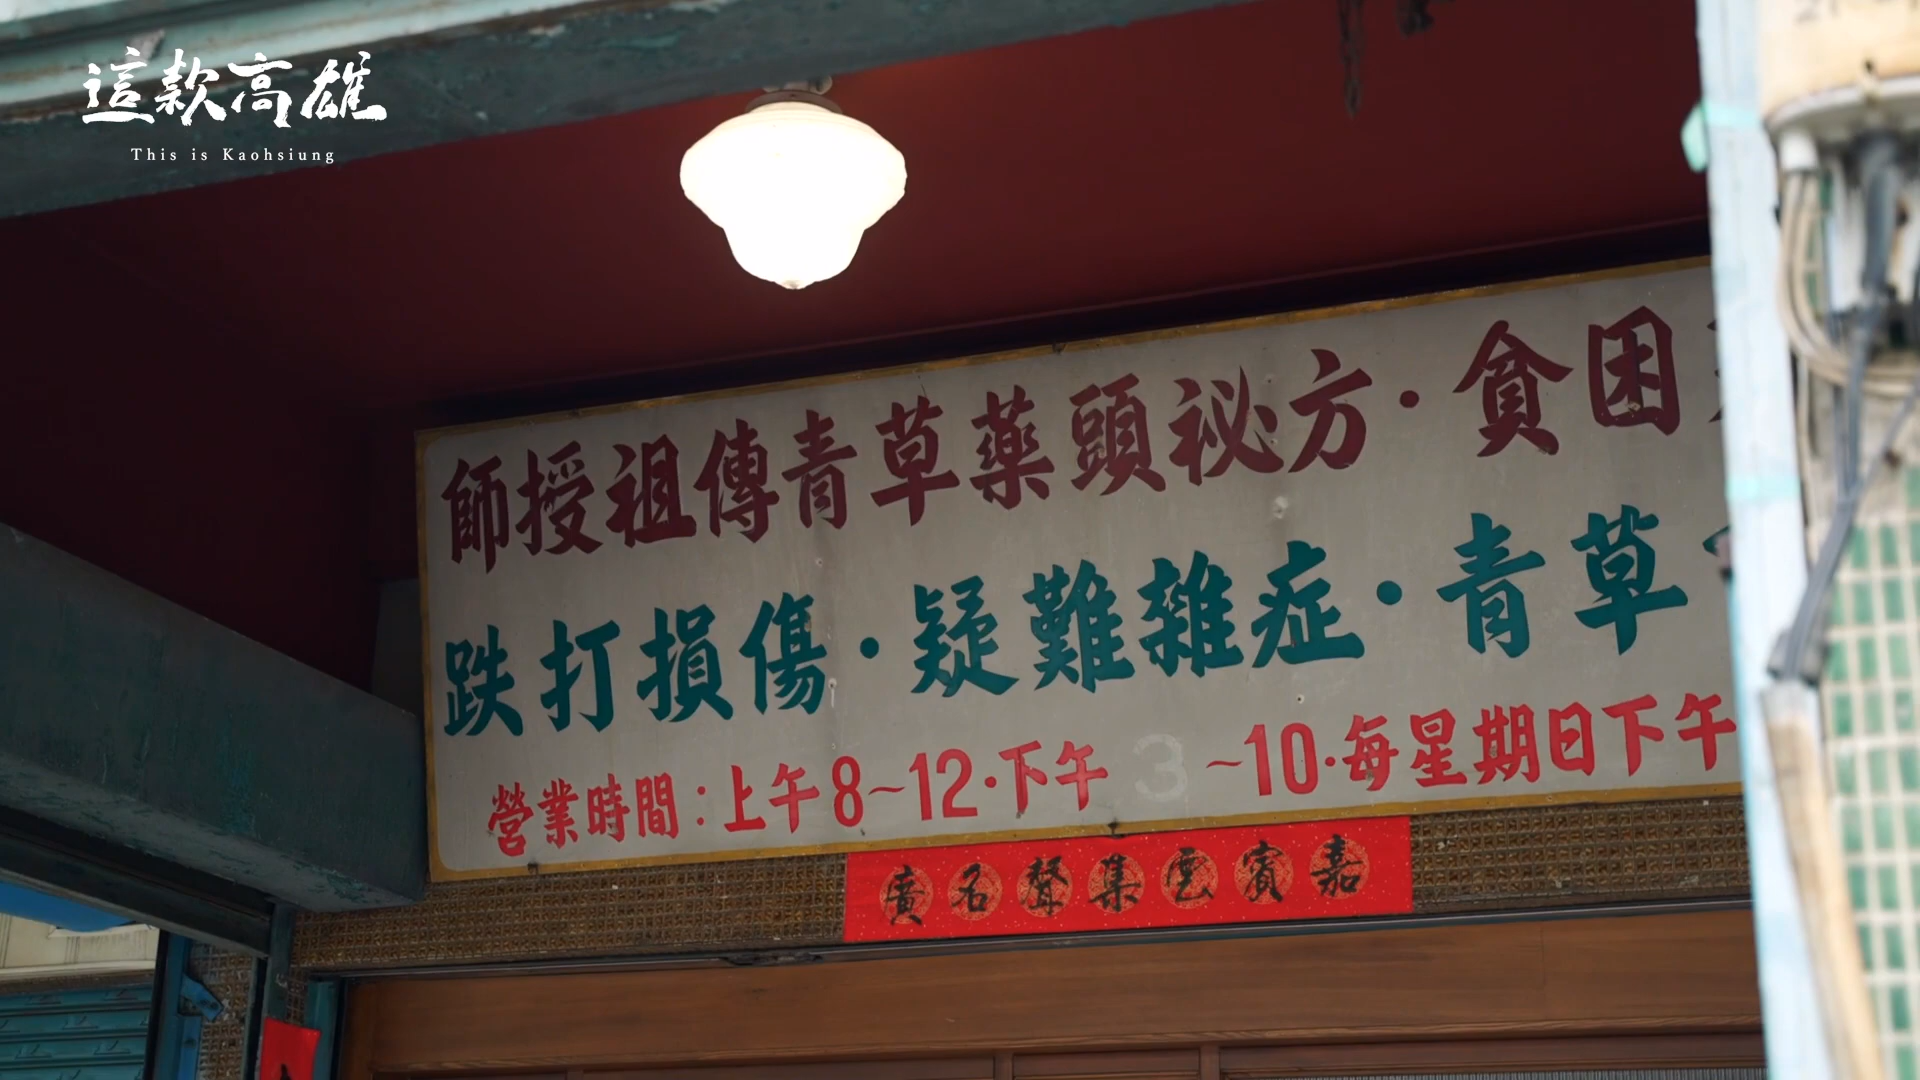 這款高雄
This is Kaohsiung
師授祖傳青草藥頭祕方·貧困
跌打損傷·疑難雜症·青草
營業時間：上午8~12·下午 3 ~10·每星期日下午
嘉賓雲集聲名廣